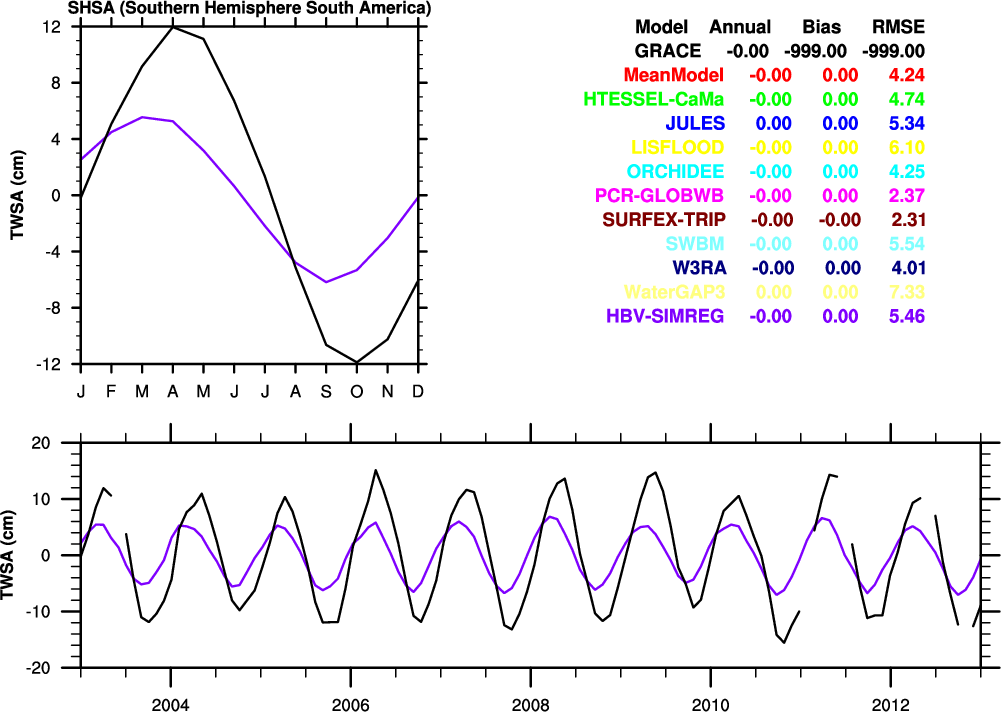 SHSA (Southern Hemisphere South America)
12
8
4
0
-4
-8
-12
TWSA (cm)
J F M A M J J A S O N D
Model Annual Bias RMSE
GRACE -0.00 -999.00 -999.00
MeanModel -0.00 0.00 4.24
HTESSEL-CaMa -0.00 0.00 4.74
JULES 0.00 0.00 5.34
LISFLOOD -0.00 0.00 6.10
ORCHIDEE -0.00 0.00 4.25
PCR-GLOBWB -0.00 0.00 2.37
SURFEX-TRIP -0.00 -0.00 2.31
SWBM -0.00 0.00 5.54
W3RA -0.00 0.00 4.01
WaterGAP3 0.00 0.00 7.33
HBV-SIMREG -0.00 0.00 5.46
20
10
0
-10
-20
TWSA (cm)
2004 2006 2008 2010 2012